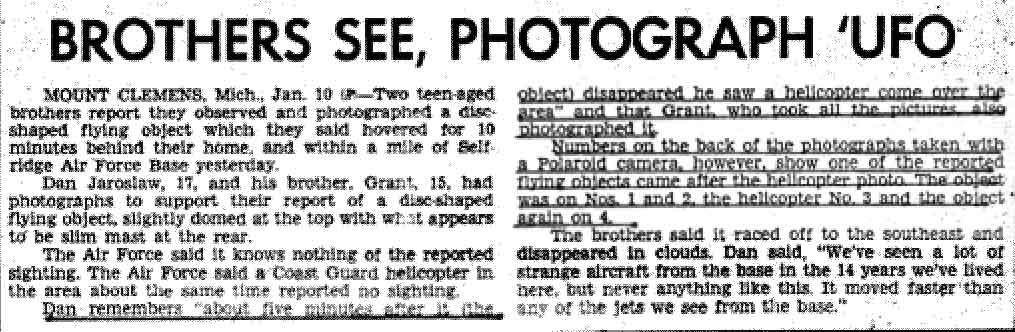 BROTHERS SEE, PHOTOGRAPH 'UFO
MOUNT CLEMENS, Mich., Jan. 10 —Two teen-aged
brothers report they observed and photographed a disc-
shaped flying object which they said hovered for 10
minutes behind their home, and within a mile of Self-
ridge Air Force Base yesterday.
Dan Jaroslaw, 17, and his brother, Grant, 15, had
photographs to support their report of a disc-shaped
flying object, slightly domed at the top with what appears
to be slim mast at the rear.
The Air Force said it knows nothing of the reported
sighting. The Air Force said a Coast Guard helicopter in
the area about the same time reported no sighting.
Dan remembers "about five minutes after it (the
object) disappeared he saw a helicopter come over the
area" and that Grant, who took all the pictures, also
photographed it.
Numbers on the back of the photographs taken with
a Polaroid camera, however, show one of the reported
flying objects came after the helicopter photo. The object
was on Nos. 1 and 2, the helicopter No. 3 and the object
again on 4.
The brothers said it raced off to the southeast and
disappeared in clouds. Dan said, "We've seen a lot of
strange aircraft from the base in the 14 years we've lived
here, but never anything like this. It moved faster than
any of the jets we see from the base."